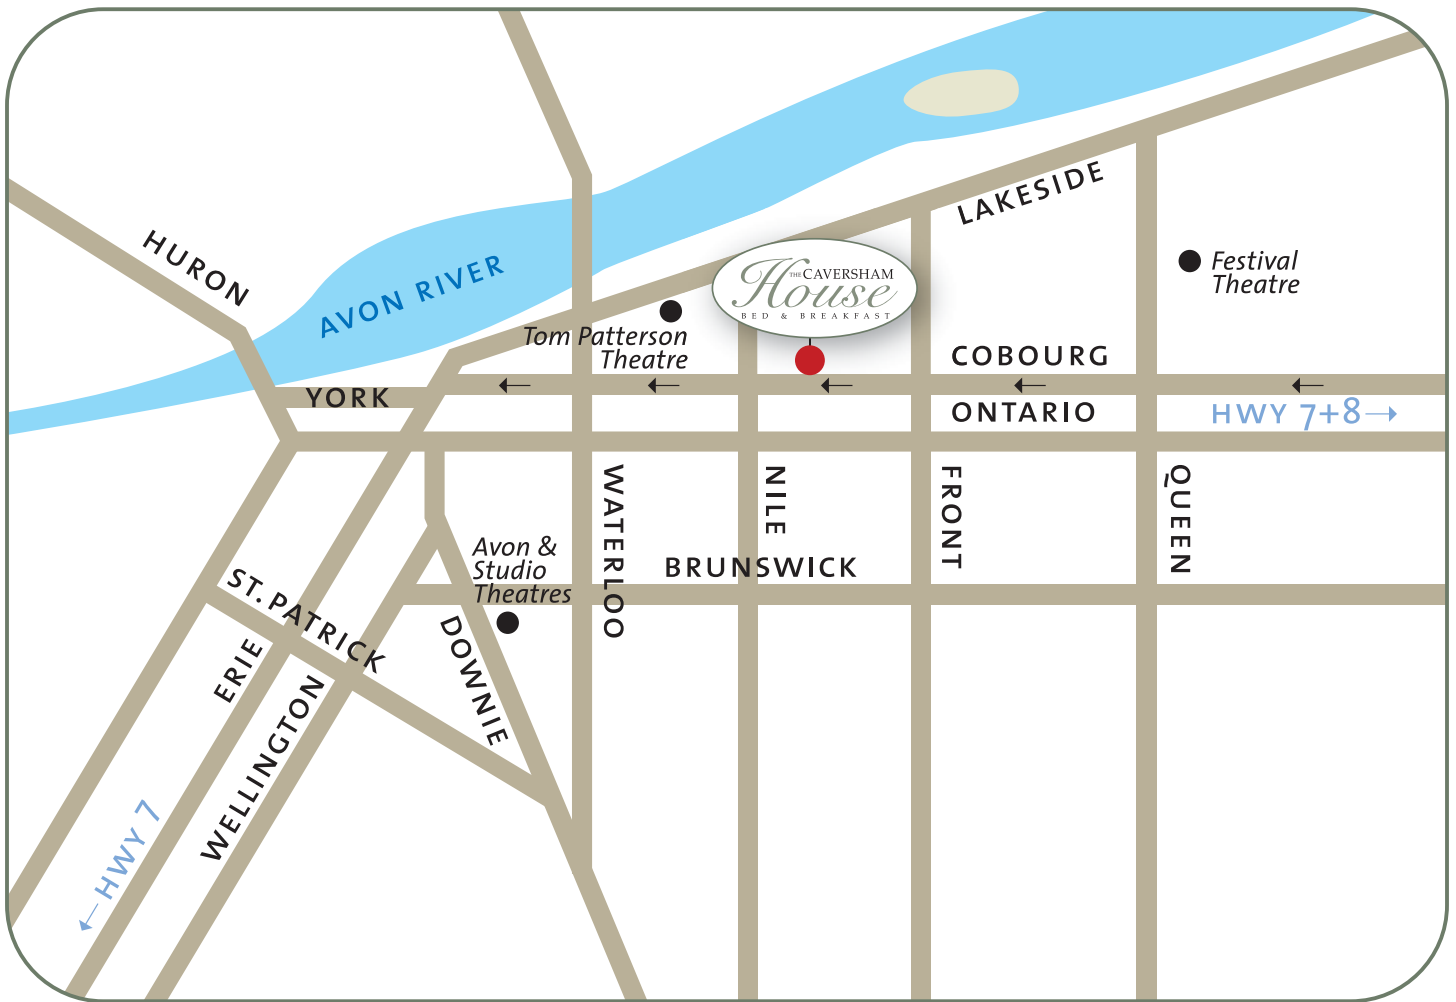 HURON
AVON RIVER
LAKESIDE
THE CAVERSHAM
House
BED & BREAKFAST
Festival
Theatre
Tom Patterson
Theatre
COBOURG
YORK
ONTARIO
HWY 7+8
WATERLOO
NILE
FRONT
QUEEN
Avon &
Studio
Theatres
BRUNSWICK
ST. PATRICK
DOWNIE
ERIE
WELLINGTON
HWY 7